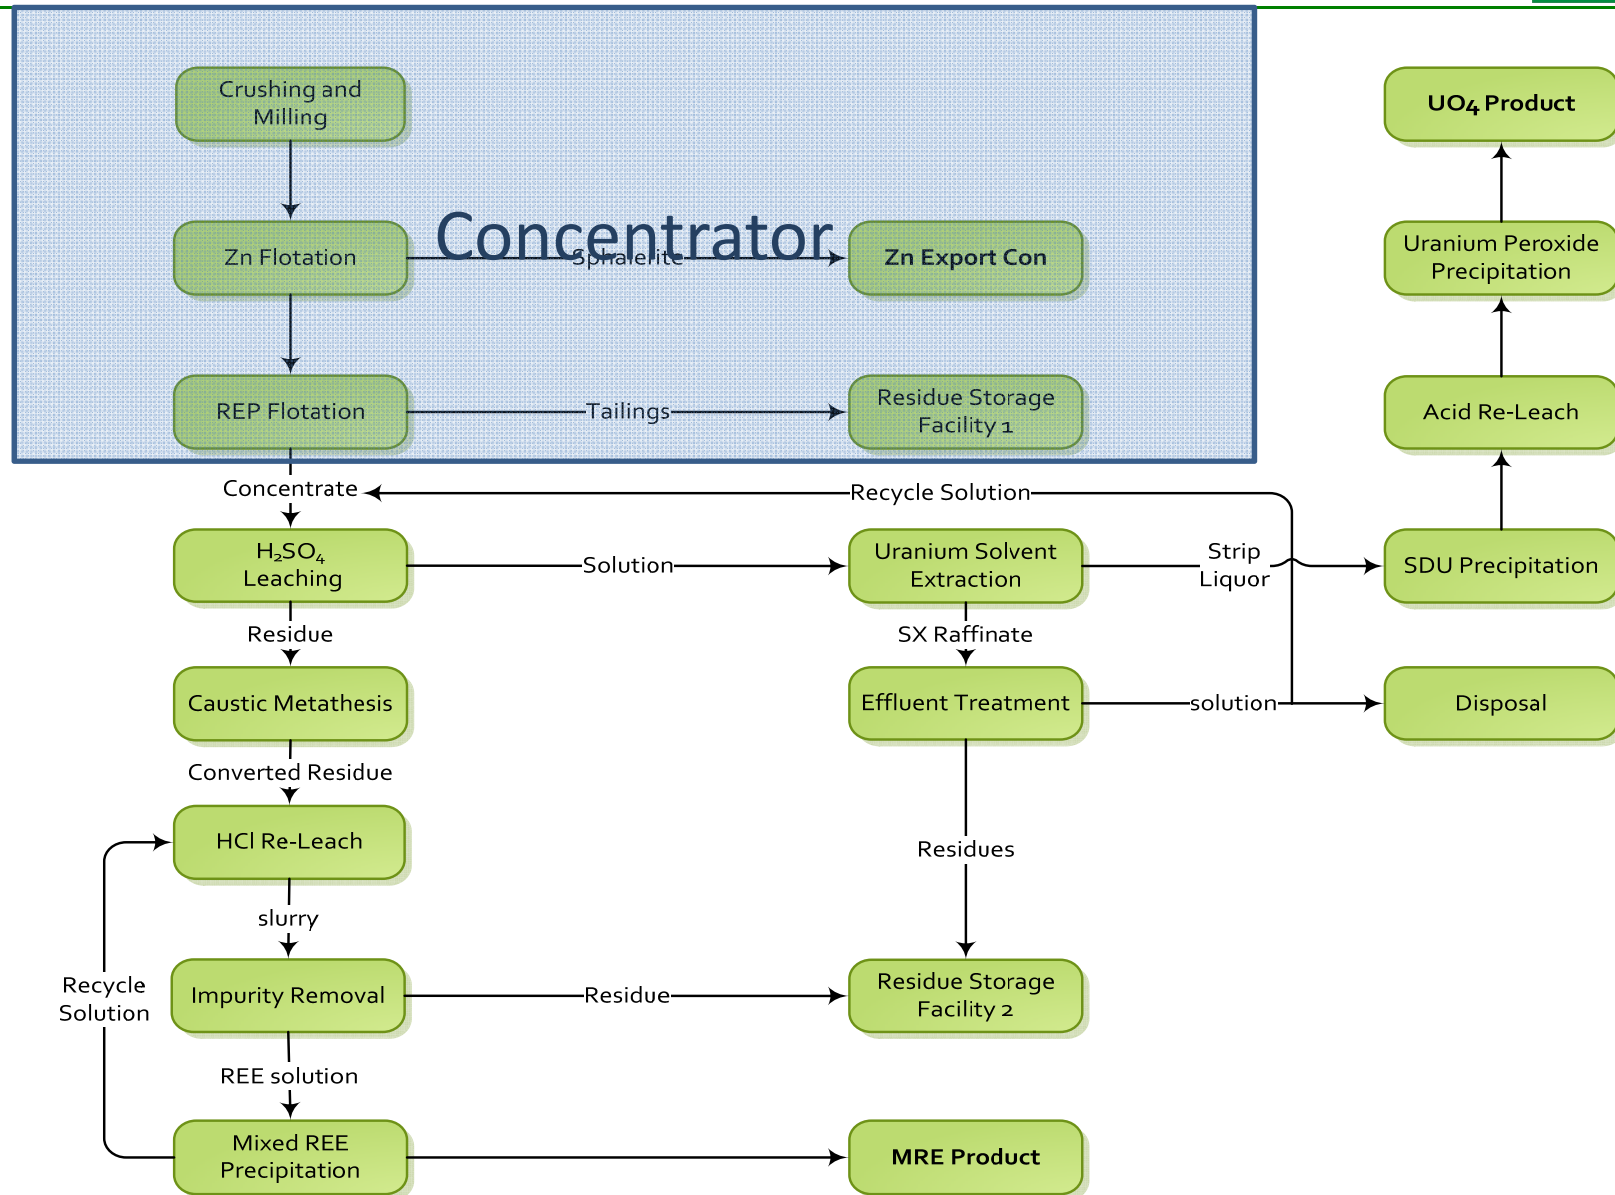 Crushing and
Milling
UO4 Product
Concentrator
Zn Flotation
Sphalerite
Zn Export Con
Uranium Peroxide
Precipitation
REP Flotation
Tailings
Residue Storage
Facility 1
Acid Re-Leach
Concentrate
Recycle Solution
H₂SO₄
Leaching
Solution
Uranium Solvent
Extraction
Strip
Liquor
SDU Precipitation
Residue
SX Raffinate
Caustic Metathesis
Effluent Treatment
solution
Disposal
Converted Residue
HCl Re-Leach
Residues
slurry
Recycle
Solution
Impurity Removal
Residue
Residue Storage
Facility 2
REE solution
Mixed REE
Precipitation
MRE Product